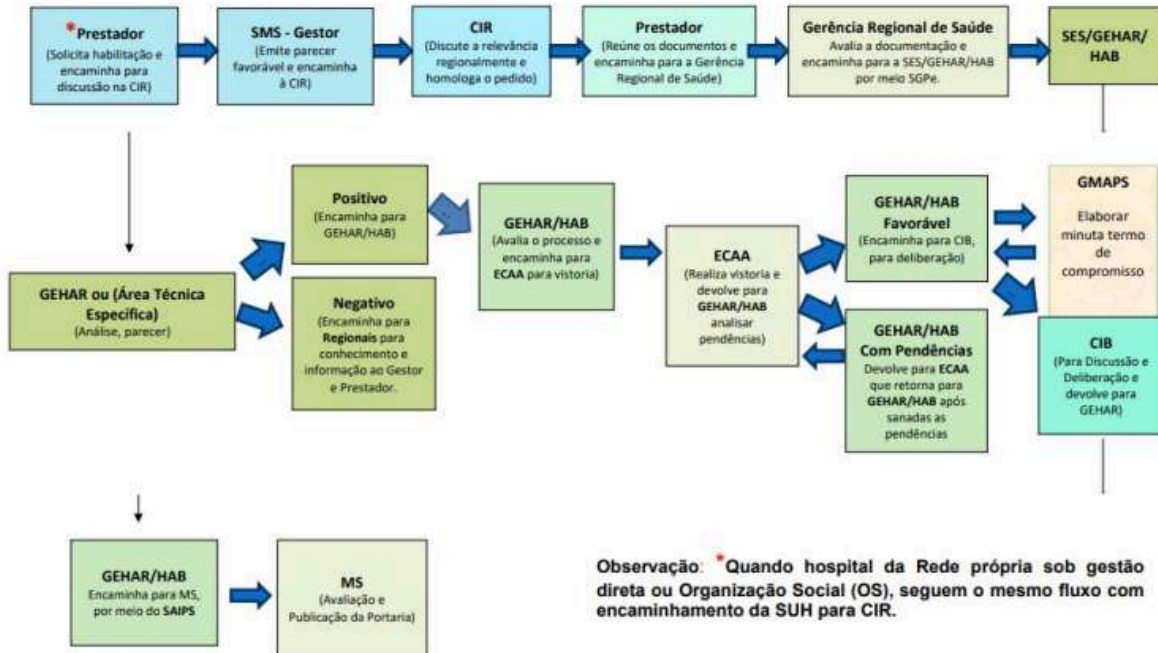 *Prestador
(Solicita habilitação e
encaminha para
discussão na CIR)
SMS - Gestor
(Emite parecer
favorável e encaminha
à CIR)
CIR
(Discute a relevância
regionalmente e
homologa o pedido)
Prestador
(Reúne os documentos e
encaminha para a Gerência
Regional de Saúde)
Gerência Regional de Saúde
Avalia a documentação e
encaminha para a SES/GEHAR/HAB
por meio SGPe.
SES/GEHAR/
HAB
GEHAR ou (Área Técnica
Especifica)
(Análise, parecer)
Positivo
(Encaminha para
GEHAR/HAB)
Negativo
(Encaminha para
Regionais para
conhecimento e
informação ao Gestor
e Prestador.
GEHAR/HAB
(Avalia o processo e
encaminha para
ECAA para vistoria)
ECAA
(Realiza vistoria e
devolve para
GEHAR/HAB
analisar
pendências)
GEHAR/HAB
Favorável
(Encaminha para CIB,
para deliberação)
GEHAR/HAB
Com Pendências
Devolve para ECAA
que retorna para
GEHAR/HAB após
sanadas as
pendências
GMAPS
Elaborar
minuta termo
de
compromisso
CIB
(Para Discussão e
Deliberação e
devolve para
GEHAR)
GEHAR/HAB
Encaminha para MS,
por meio do SAIPS
MS
(Avaliação e
Publicação da Portaria)
Observação: *Quando hospital da Rede própria sob gestão
direta ou Organização Social (OS), seguem o mesmo fluxo com
encaminhamento da SUH para CIR.